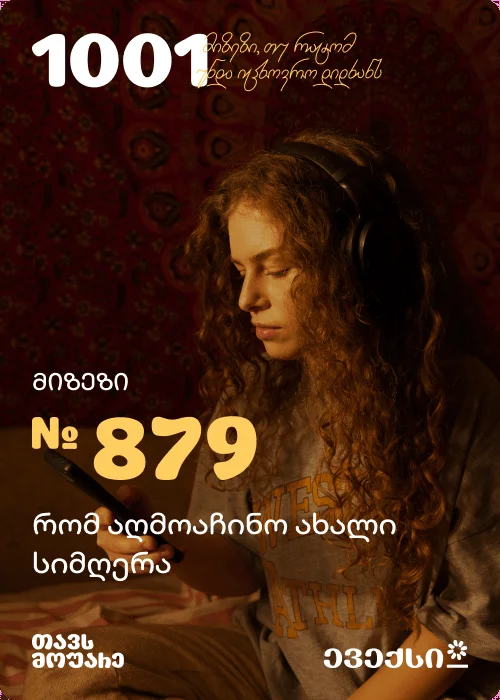 1001 მიზეზი, თუ რატომ
უნდა იცხოვრო დიდხანს
მიზეზი
№ 879
რომ აღმოაჩინო ახალი
სიმღერა
თავს
მოუარე
ევექსი